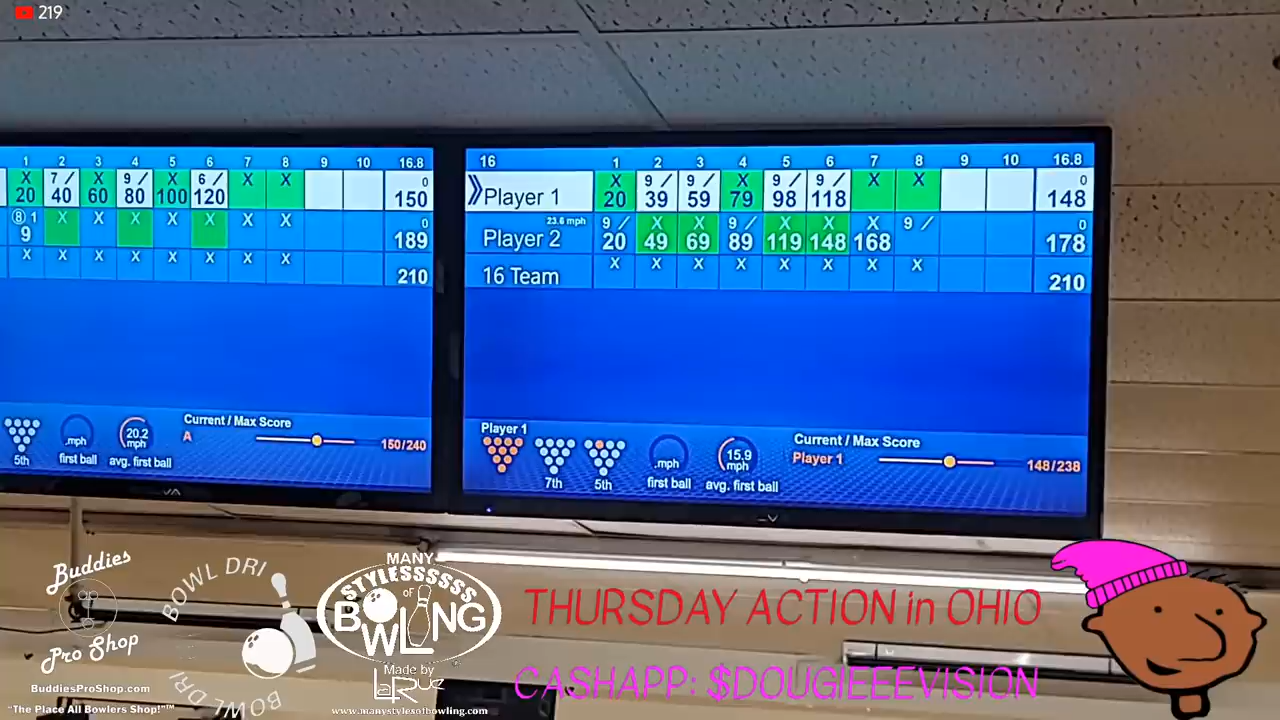 219
1 2 3 4 5 6 7 8 9 10 16.8
X 7 / X 9 / X 6 / X X 0
20 40 60 80 100 120 150
8 1 X X X X X X X 0
9 189
X X X X X X X X
210
5th
.mph
first ball
20.2
mph
avg. first ball
Current / Max Score
A 150/240
16 1 2 3 4 5 6 7 8 9 10 16.8
Player 1 X 9 / 9 / X 9 / 9 / X X 0
20 39 59 79 98 118 148
23.6 mph
Player 2 9 / X X 9 / X X X 9 / 0
20 49 69 89 119 148 168 178
16 Team X X X X X X X X
210
Player 1
7th
5th
.mph
first ball
15.9
mph
avg. first ball
Current / Max Score
Player 1 148/238
Buddies
Pro Shop
BuddiesProShop.com
"The Place All Bowlers Shop!"™
BOWL DRI
BOWL DRI
MANY
STYLESSSSSS
OF
BOWLING
Made by
LaRue
www.manystylesofbowling.com
THURSDAY ACTION in OHIO
CASHAPP: $DOUGIEEEVISION